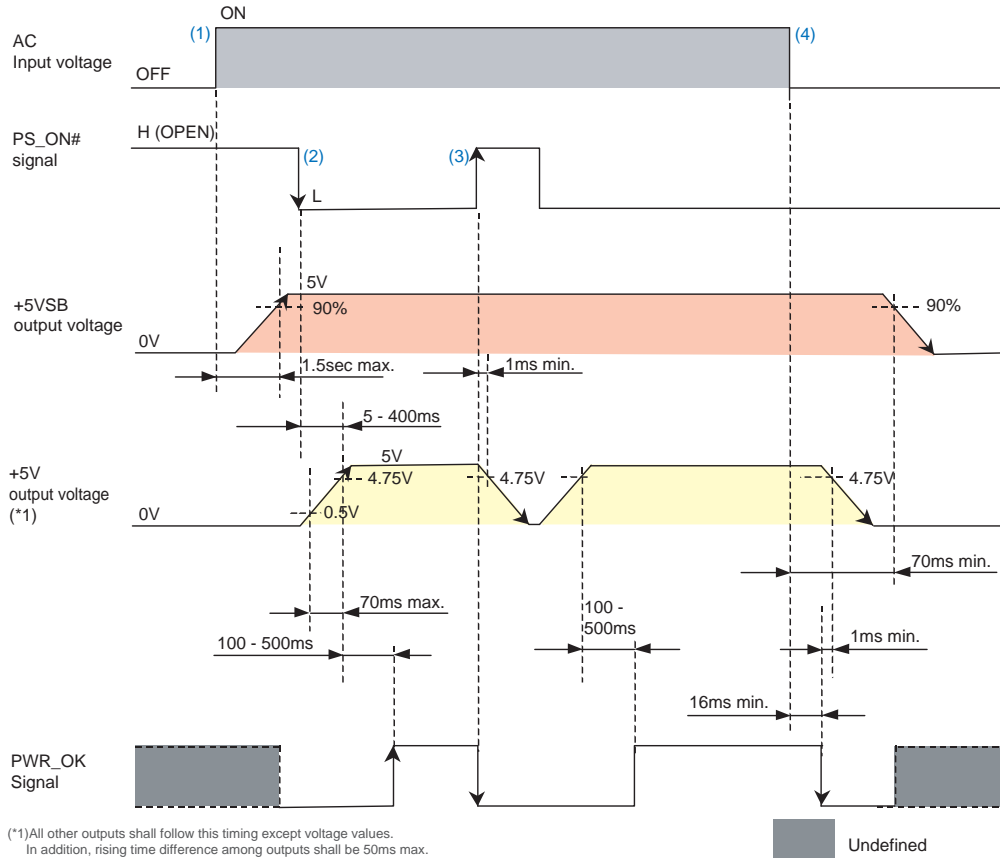 ON
(1)
(4)
AC
Input voltage
OFF
H (OPEN)
PS_ON#
signal
(2)
(3)
L
5V
+5VSB
output voltage
90%
90%
0V
1.5sec max.
1ms min.
5 - 400ms
+5V
output voltage
(*1)
5V
4.75V
4.75V
4.75V
0.5V
0V
70ms min.
70ms max.
100 -
500ms
100 - 500ms
1ms min.
16ms min.
PWR_OK
Signal
(*1)All other outputs shall follow this timing except voltage values.
In addition, rising time difference among outputs shall be 50ms max.
Undefined